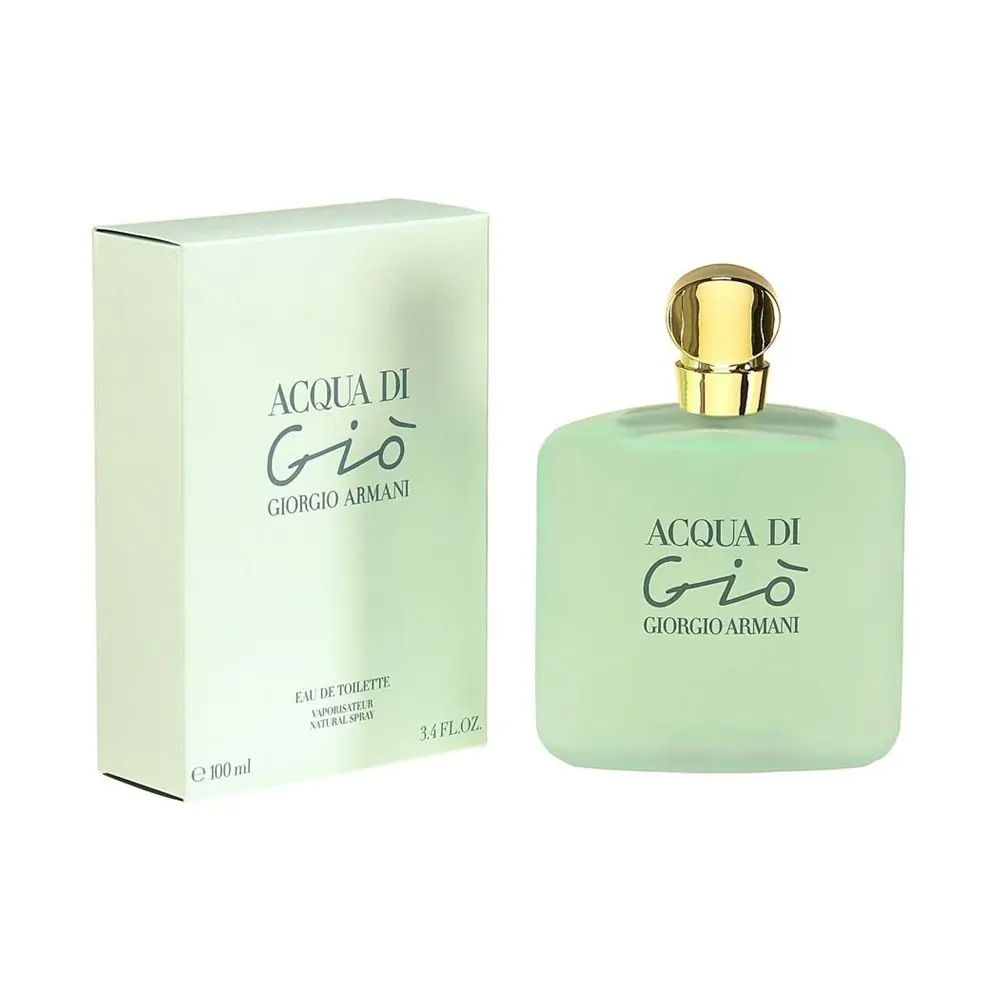 ACQUA DI
Giò
GIORGIO ARMANI
EAU DE TOILETTE
VAPORISATEUR
NATURAL SPRAY
℮ 100 ml
3.4 FL.OZ.
ACQUA DI
Giò
GIORGIO ARMANI